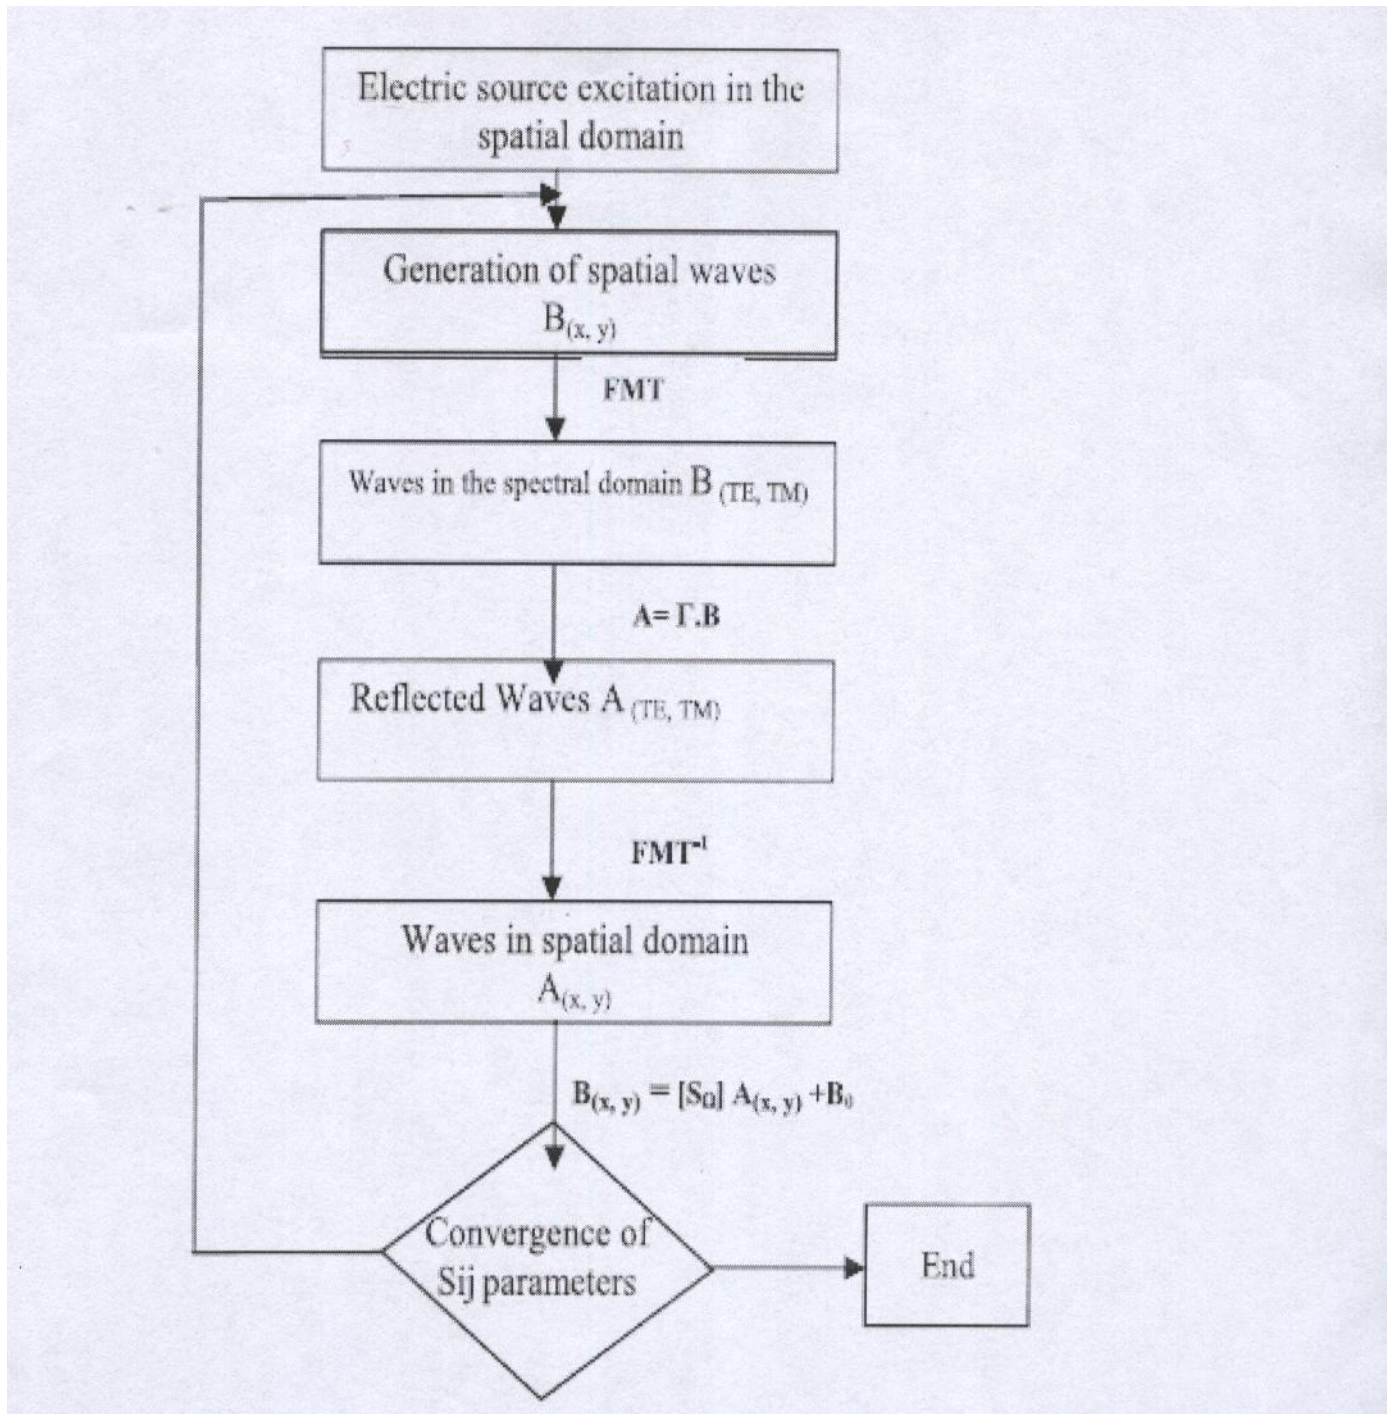 Electric source excitation in the
spatial domain
Generation of spatial waves
B(x, y)
FMT
Waves in the spectral domain B (TE, TM)
A= Γ.B
Reflected Waves A (TE, TM)
FMT⁻¹
Waves in spatial domain
A(x, y)
B(x, y) = [SΩ] A(x, y) +B₀
Convergence of
Sij parameters
End